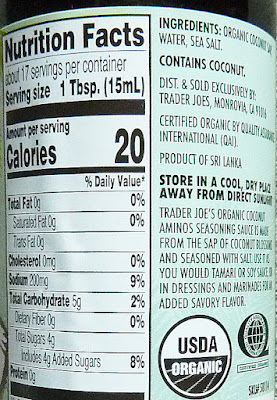 Nutrition Facts
about 17 servings per container
Serving size 1 Tbsp. (15mL)
Amount per serving
Calories 20
% Daily Value*
Total Fat 0g 0%
Saturated Fat 0g 0%
Trans Fat 0g
Cholesterol 0mg 0%
Sodium 200mg 9%
Total Carbohydrate 5g 2%
Dietary Fiber 0g 0%
Total Sugars 4g
Includes 4g Added Sugars 8%
Protein 0g
INGREDIENTS: ORGANIC COCONUT
WATER, SEA SALT.
CONTAINS COCONUT.
DIST. & SOLD EXCLUSIVELY BY:
TRADER JOE'S, MONROVIA, CA 91016
CERTIFIED ORGANIC BY QUALITY ASSURANCE
INTERNATIONAL (QAI).
PRODUCT OF SRI LANKA
STORE IN A COOL, DRY PLACE
AWAY FROM DIRECT SUNLIGHT
TRADER JOE'S ORGANIC COCONUT
AMINOS SEASONING SAUCE IS MADE
FROM THE SAP OF COCONUT BLOSSOMS
AND SEASONED WITH SALT. USE IT AS
YOU WOULD TAMARI OR SOY SAUCE
IN DRESSINGS AND MARINADES FOR AN
ADDED SAVORY FLAVOR.
USDA
ORGANIC